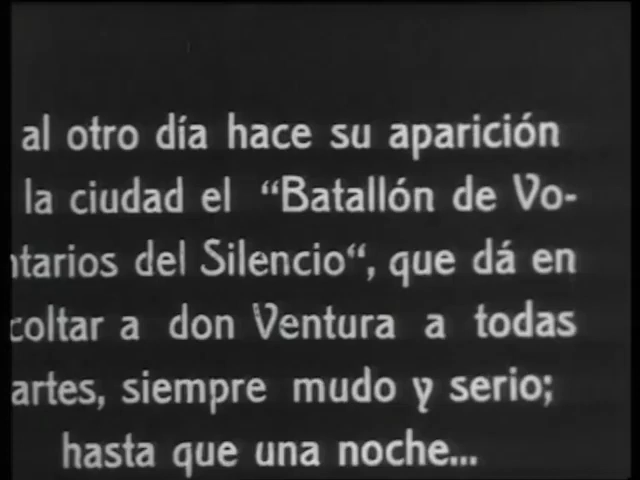 al otro día hace su aparición
la ciudad el “Batallón de Vo-
ntarios del Silencio“, que dá en
coltar a don Ventura a todas
artes, siempre mudo y serio;
hasta que una noche...